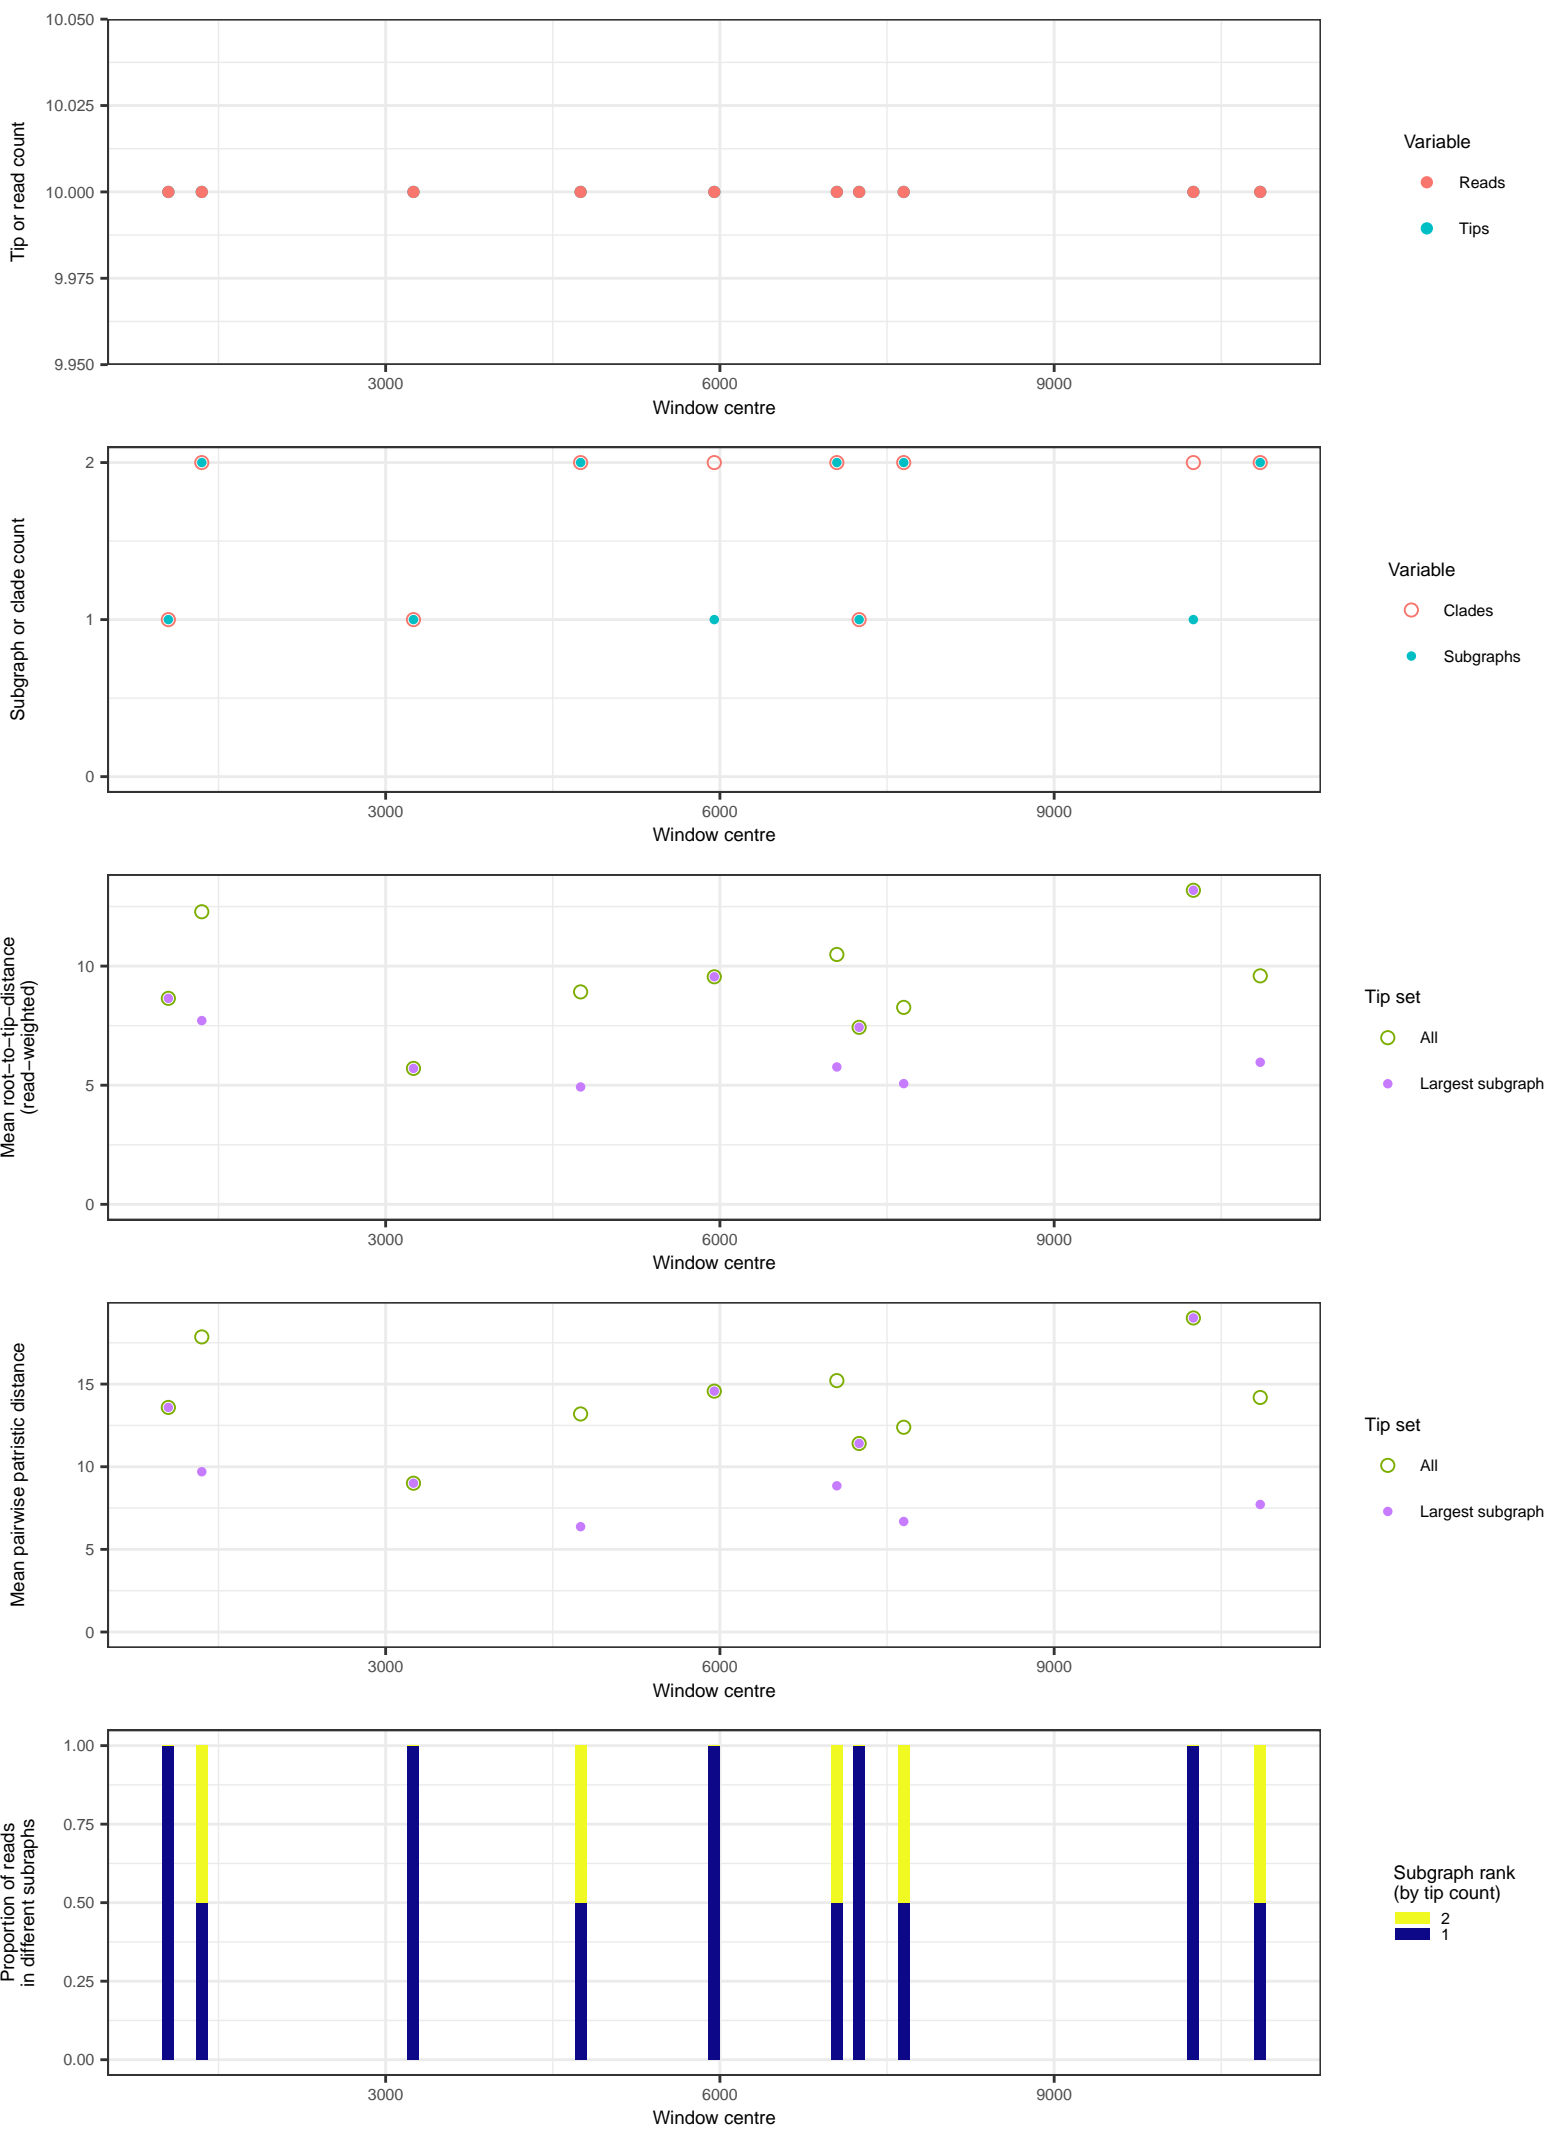 10.050
10.025
10.000
9.975
9.950
Tip or read count
3000
6000
9000
Window centre
Variable
Reads
Tips
2
1
0
Subgraph or clade count
3000
6000
9000
Window centre
Variable
Clades
Subgraphs
10
5
0
Mean root−to−tip−distance
(read−weighted)
3000
6000
9000
Window centre
Tip set
All
Largest subgraph
15
10
5
0
Mean pairwise patristic distance
3000
6000
9000
Window centre
Tip set
All
Largest subgraph
1.00
0.75
0.50
0.25
0.00
Proportion of reads
in different subraphs
3000
6000
9000
Window centre
Subgraph rank
(by tip count)
2
1